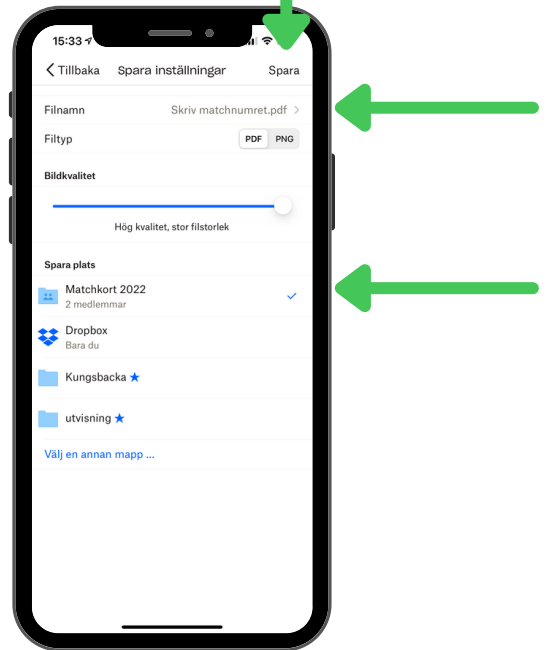 15:33
Tillbaka Spara inställningar Spara
Filnamn Skriv matchnumret.pdf
Filtyp PDF PNG
Bildkvalitet
Hög kvalitet, stor filstorlek
Spara plats
Matchkort 2022
2 medlemmar
Dropbox
Bara du
Kungsbacka
utvisning
Välj en annan mapp ...